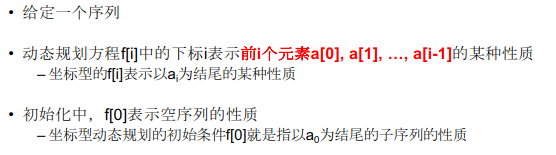 • 给定一个序列
• 动态规划方程f[i]中的下标i表示前i个元素a[0], a[1], …, a[i-1]的某种性质
– 坐标型的f[i]表示以ai为结尾的某种性质
• 初始化中，f[0]表示空序列的性质
– 坐标型动态规划的初始条件f[0]就是指以a0为结尾的子序列的性质